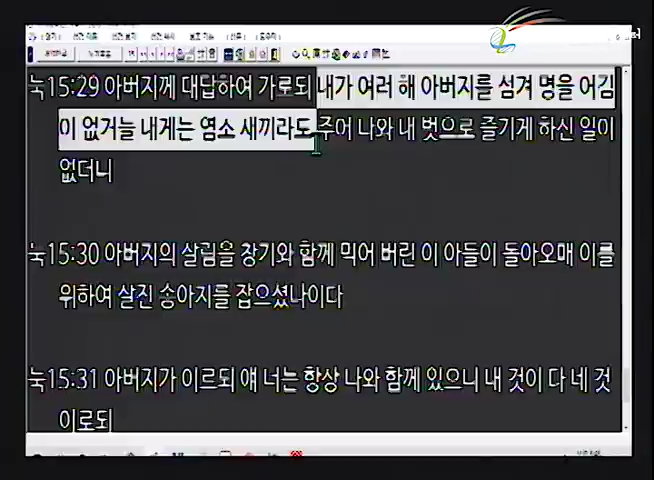 눅15:29 아버지께 대답하여 가로되 내가 여러 해 아버지를 섬겨 명을 어김
이 없거늘 내게는 염소 새끼라도 주어 나와 내 벗으로 즐기게 하신 일이
없더니
눅15:30 아버지의 살림을 창기와 함께 먹어 버린 이 아들이 돌아오매 이를
위하여 살진 송아지를 잡으셨나이다
눅15:31 아버지가 이르되 얘 너는 항상 나와 함께 있으니 내 것이 다 네 것
이로되